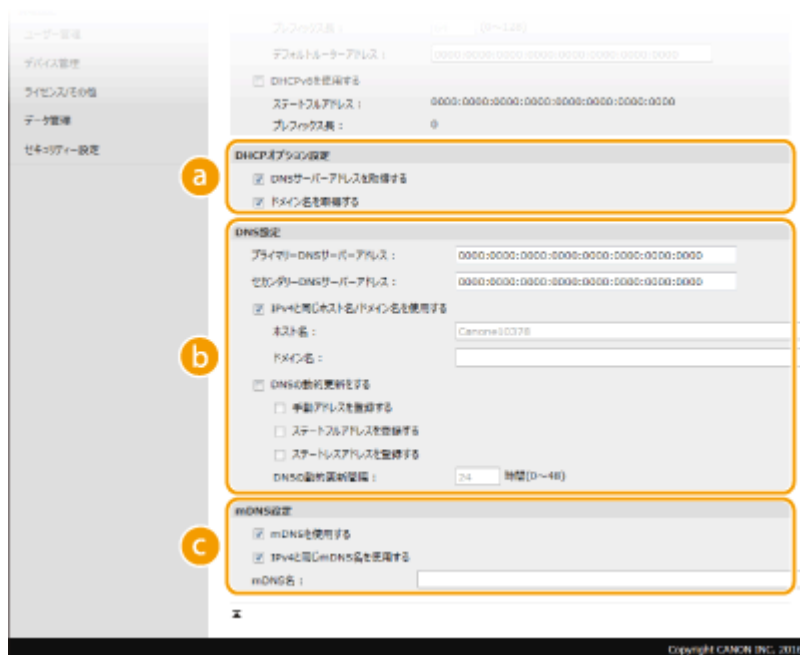 ユーザー管理
デバイス管理
ライセンス/その他
データ管理
セキュリティー設定
プレフィックス長： 64 (0～128)
デフォルトルーターアドレス： 0000:0000:0000:0000:0000:0000:0000:0000
DHCPv6を使用する
ステートフルアドレス： 0000:0000:0000:0000:0000:0000:0000:0000
プレフィックス長： 0
a
DHCPオプション設定
DNSサーバーアドレスを取得する
ドメイン名を取得する
b
DNS設定
プライマリーDNSサーバーアドレス： 0000:0000:0000:0000:0000:0000:0000:0000
セカンダリーDNSサーバーアドレス： 0000:0000:0000:0000:0000:0000:0000:0000
IPv4と同じホスト名/ドメイン名を使用する
ホスト名： Canone10378
ドメイン名：
DNSの動的更新をする
手動アドレスを登録する
ステートフルアドレスを登録する
ステートレスアドレスを登録する
DNSの動的更新間隔： 24 時間(0～48)
c
mDNS設定
mDNSを使用する
IPv4と同じmDNS名を使用する
mDNS名：
Copyright CANON INC. 2016